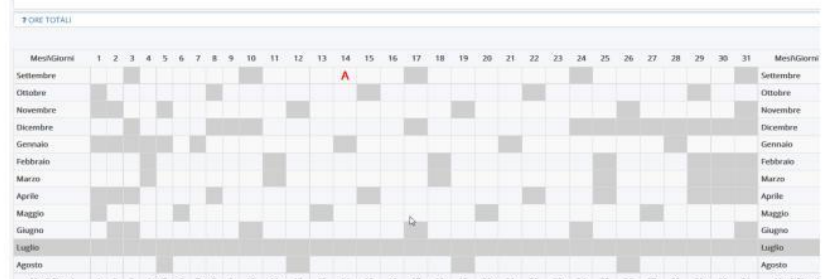 ? ORE TOTALI
Mesi\Giorni 1 2 3 4 5 6 7 8 9 10 11 12 13 14 15 16 17 18 19 20 21 22 23 24 25 26 27 28 29 30 31 Mesi\Giorni
Settembre A Settembre
Ottobre Ottobre
Novembre Novembre
Dicembre Dicembre
Gennaio Gennaio
Febbraio Febbraio
Marzo Marzo
Aprile Aprile
Maggio Maggio
Giugno Giugno
Luglio Luglio
Agosto Agosto